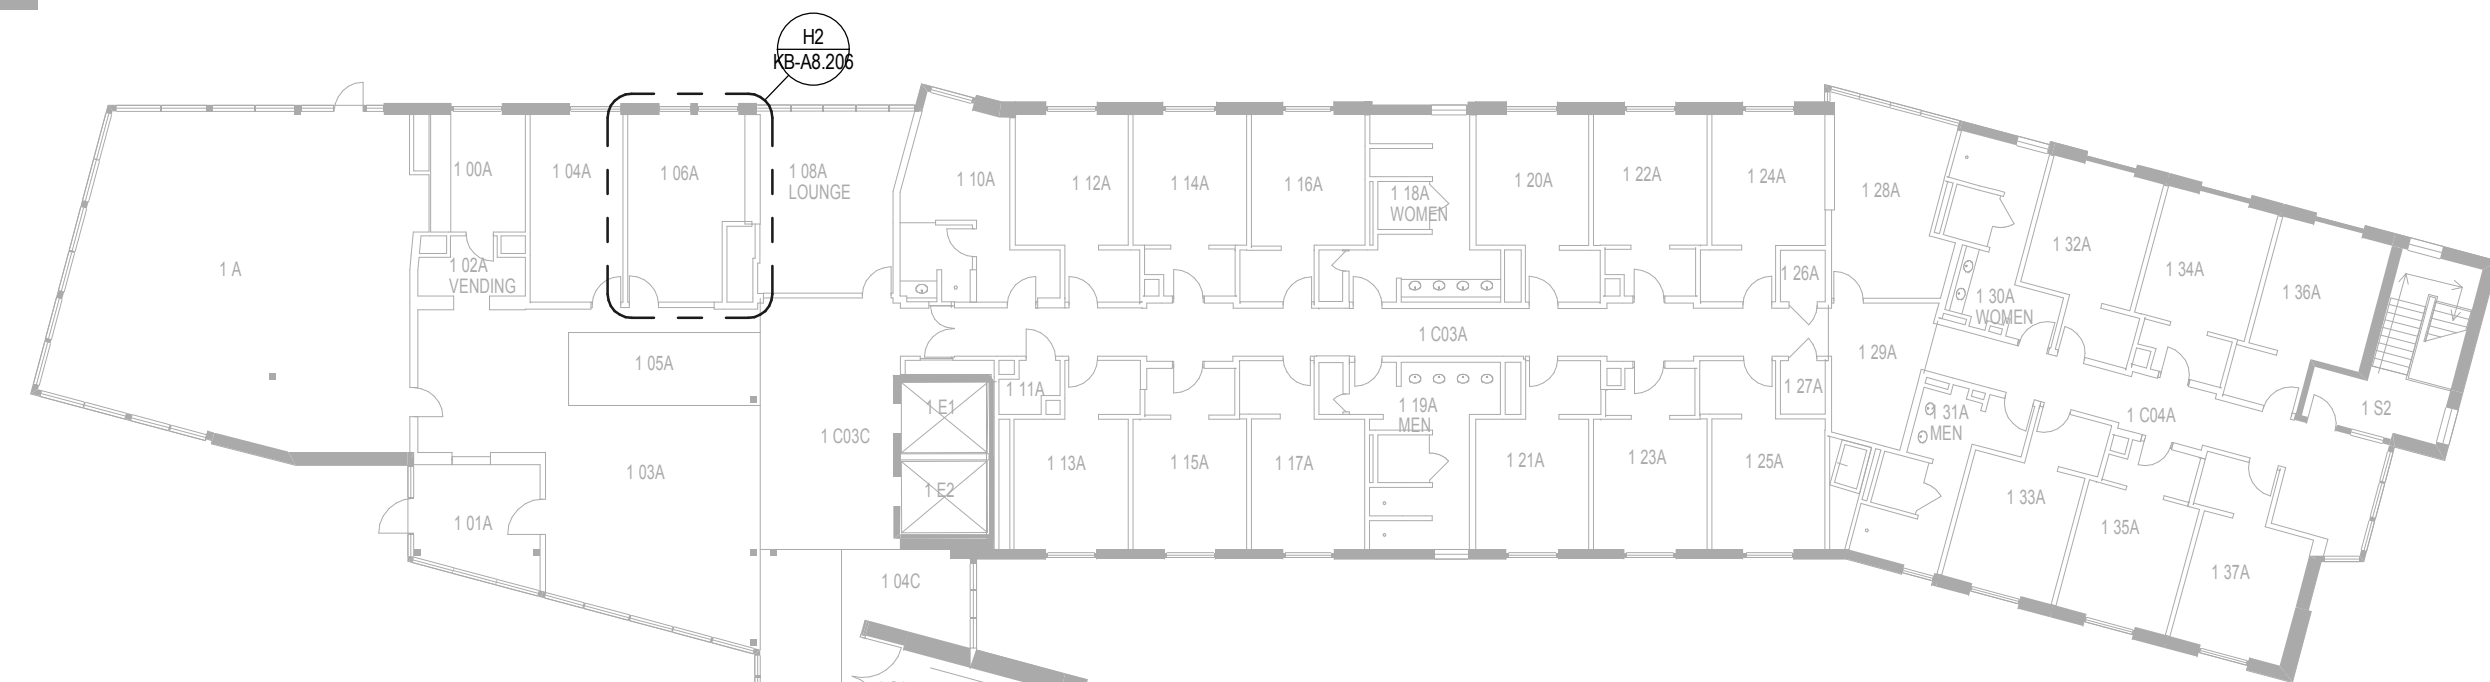 H2
KB-A8.206
1 00A
1 04A
1 06A
1 08A
LOUNGE
1 10A
1 12A
1 14A
1 16A
1 18A
WOMEN
1 20A
1 22A
1 24A
1 28A
1 A
1 02A
VENDING
1 26A
1 30A
WOMEN
1 32A
1 34A
1 36A
1 05A
1 C03A
1 29A
1 11A
1 E1
1 19A
MEN
1 27A
1 31A
MEN
1 C04A
1 S2
1 C03C
1 03A
1 E2
1 13A
1 15A
1 17A
1 21A
1 23A
1 25A
1 33A
1 35A
1 37A
1 01A
1 04C